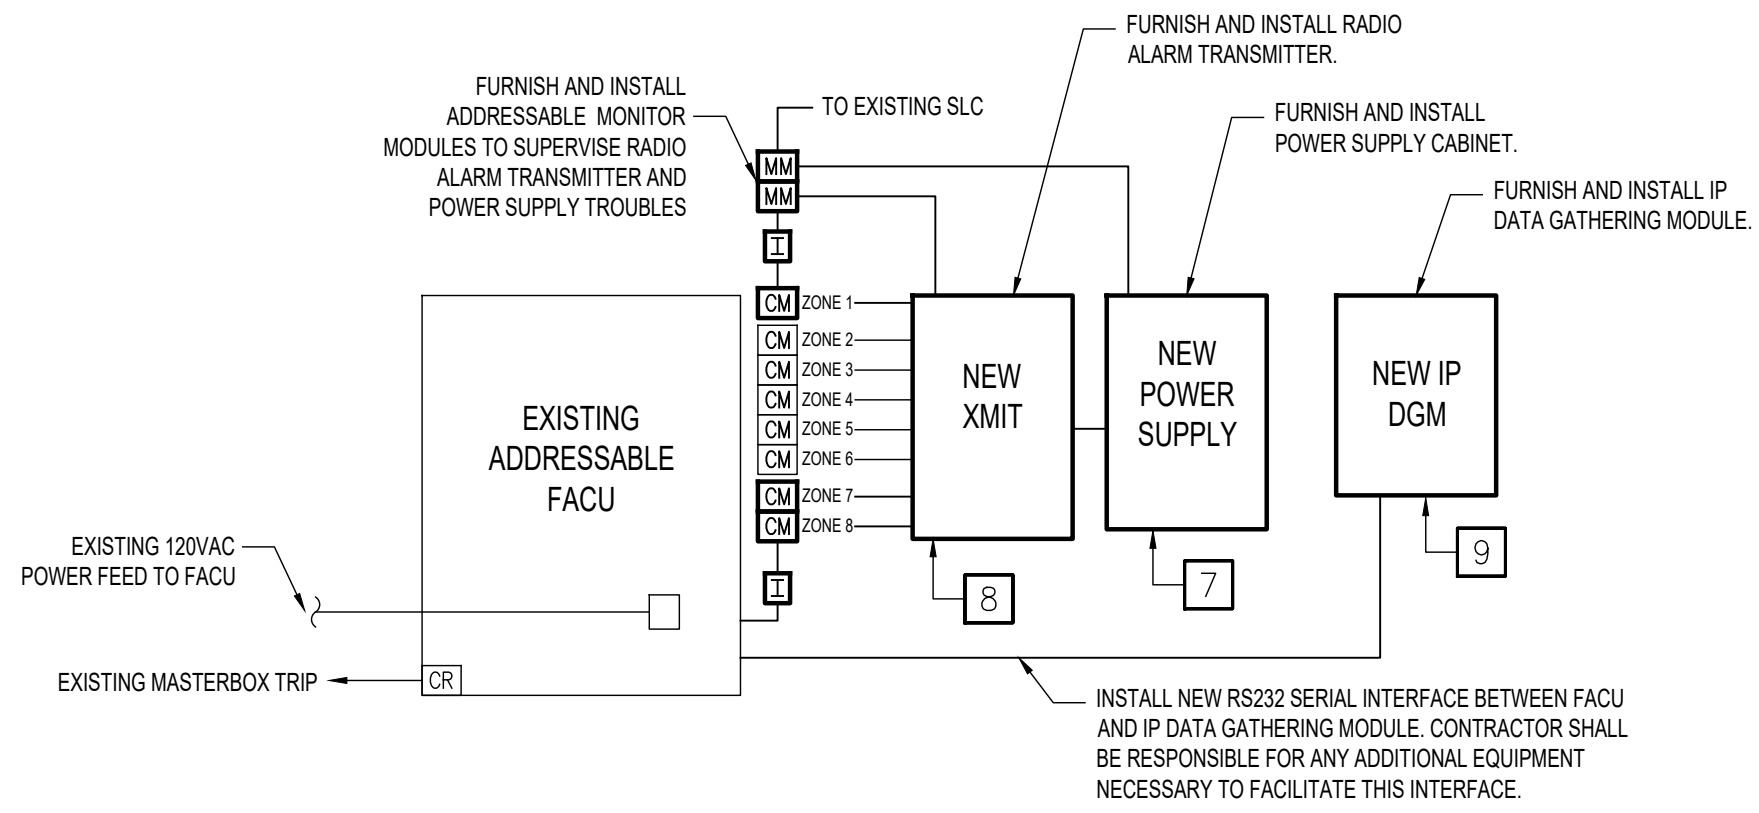 FURNISH AND INSTALL RADIO
ALARM TRANSMITTER.
FURNISH AND INSTALL
ADDRESSABLE MONITOR
MODULES TO SUPERVISE RADIO
ALARM TRANSMITTER AND
POWER SUPPLY TROUBLES
TO EXISTING SLC
FURNISH AND INSTALL
POWER SUPPLY CABINET.
FURNISH AND INSTALL IP
DATA GATHERING MODULE.
MM
MM
I
CM ZONE 1
CM ZONE 2
CM ZONE 3
CM ZONE 4
CM ZONE 5
CM ZONE 6
CM ZONE 7
CM ZONE 8
I
EXISTING
ADDRESSABLE
FACU
NEW
XMIT
NEW
POWER
SUPPLY
NEW IP
DGM
8
7
9
EXISTING 120VAC
POWER FEED TO FACU
EXISTING MASTERBOX TRIP
CR
INSTALL NEW RS232 SERIAL INTERFACE BETWEEN FACU
AND IP DATA GATHERING MODULE. CONTRACTOR SHALL
BE RESPONSIBLE FOR ANY ADDITIONAL EQUIPMENT
NECESSARY TO FACILITATE THIS INTERFACE.